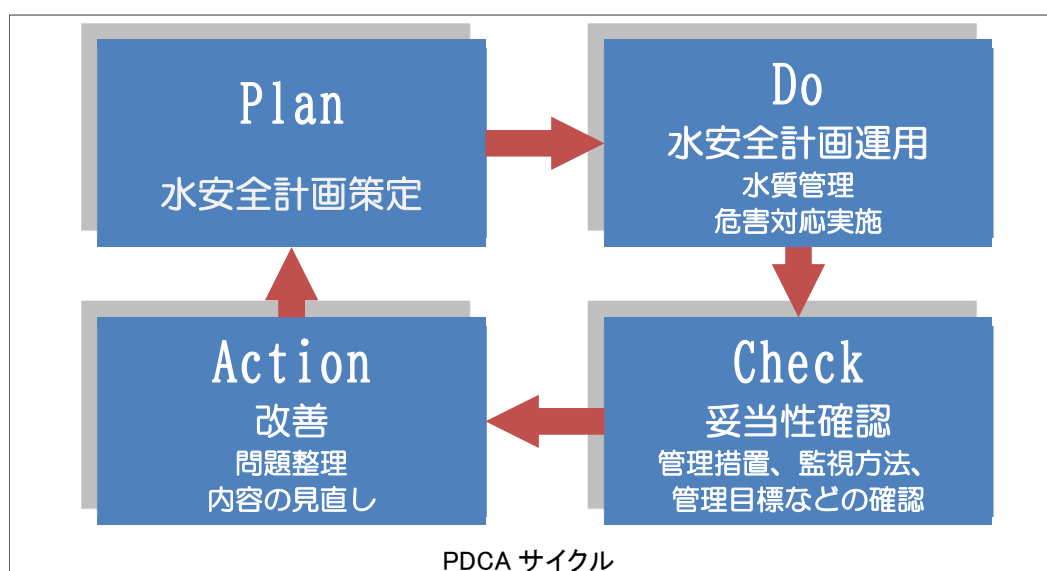 Plan
水安全計画策定
Do
水安全計画運用
水質管理
危害対応実施
Action
改善
問題整理
内容の見直し
Check
妥当性確認
管理措置、監視方法、
管理目標などの確認
PDCA サイクル